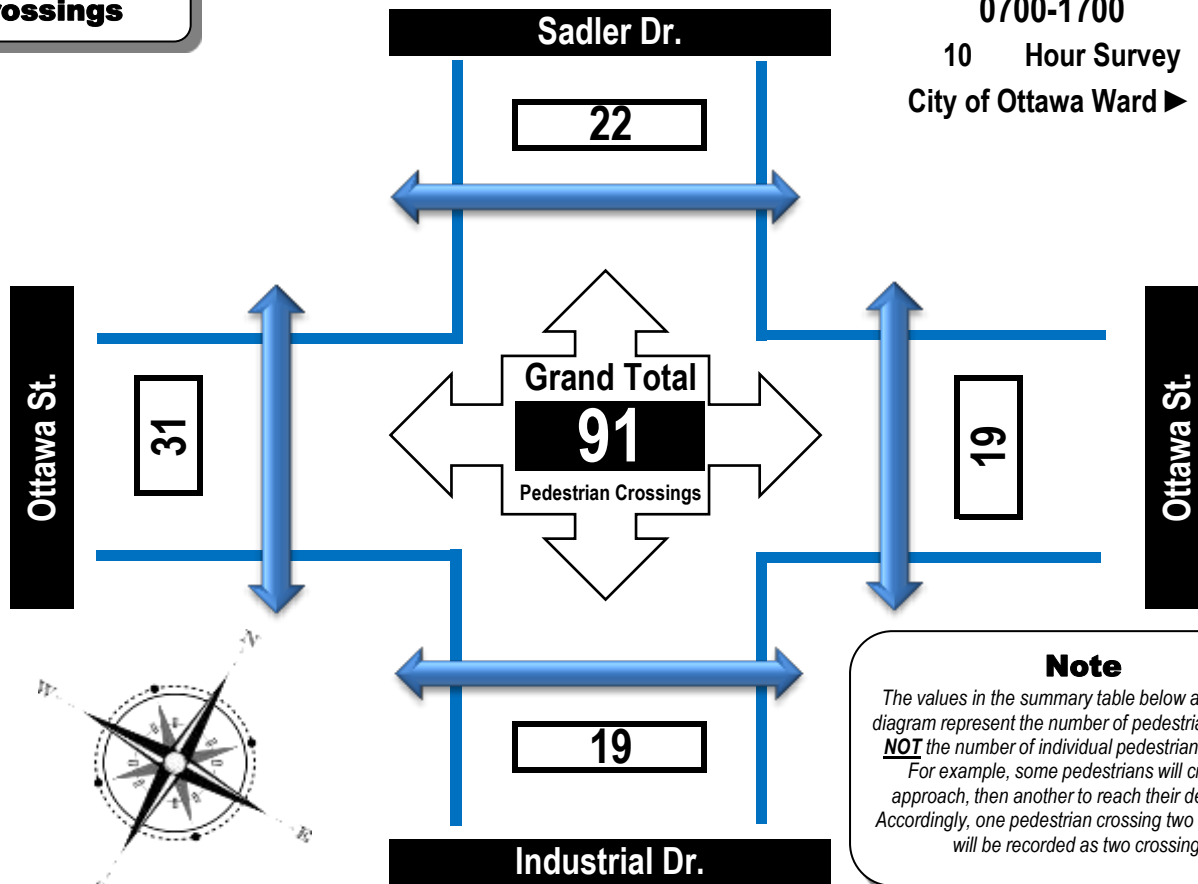 rossings
Sadler Dr.
0700-1700
10 Hour Survey
City of Ottawa Ward ►
22
Ottawa St.
31
Grand Total
91
Pedestrian Crossings
19
Ottawa St.
N
W
E
19
Industrial Dr.
Note
The values in the summary table below a
diagram represent the number of pedestria
NOT the number of individual pedestrian
For example, some pedestrians will cr
approach, then another to reach their de
Accordingly, one pedestrian crossing two
will be recorded as two crossing